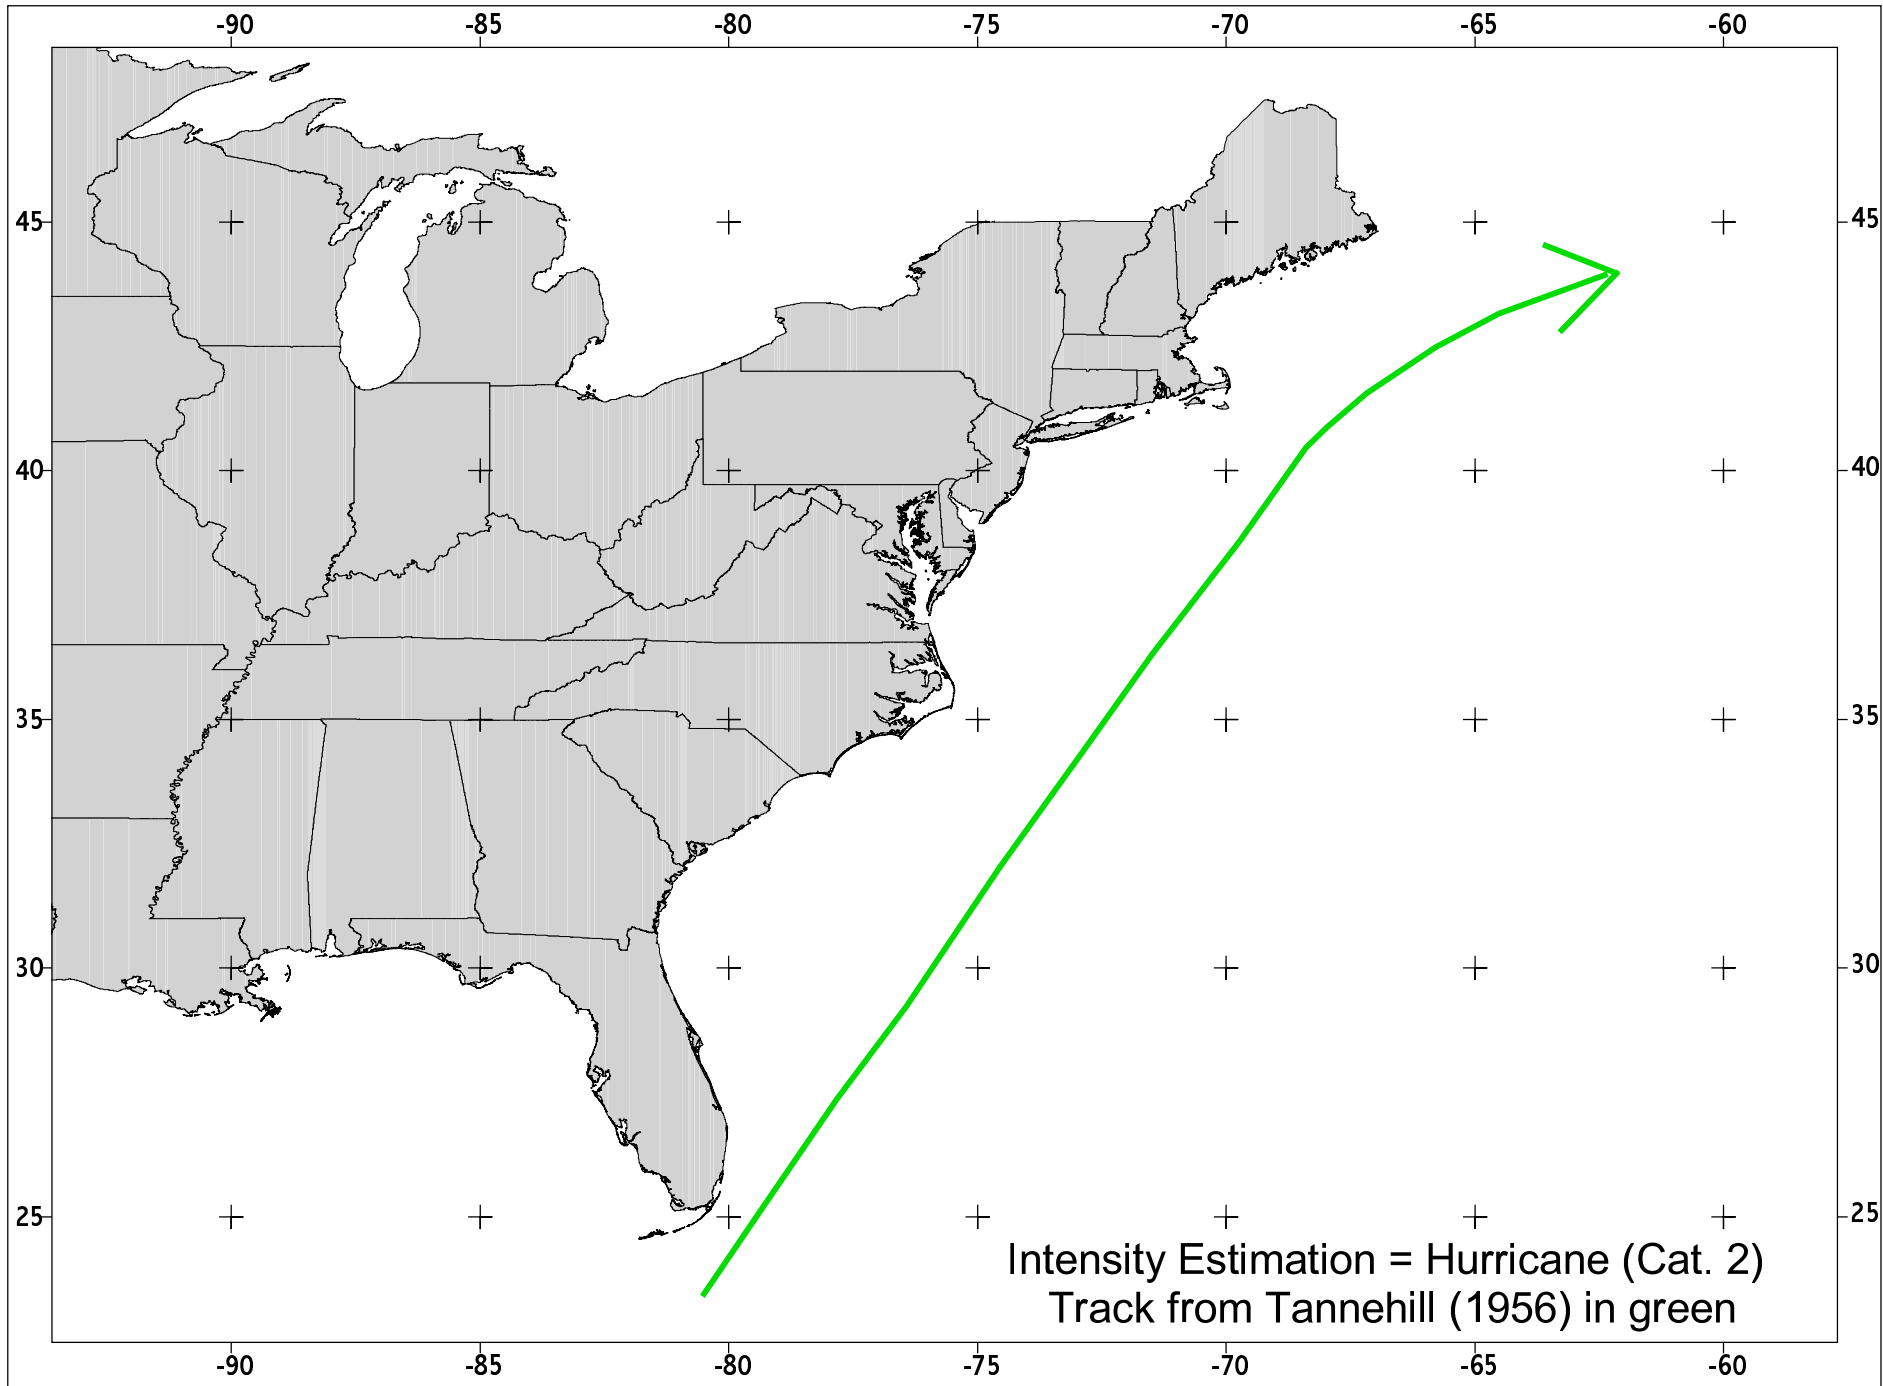 -90 -85 -80 -75 -70 -65 -60
45 45
40 40
35 35
30 30
25 25
Intensity Estimation = Hurricane (Cat. 2)
Track from Tannehill (1956) in green
-90 -85 -80 -75 -70 -65 -60